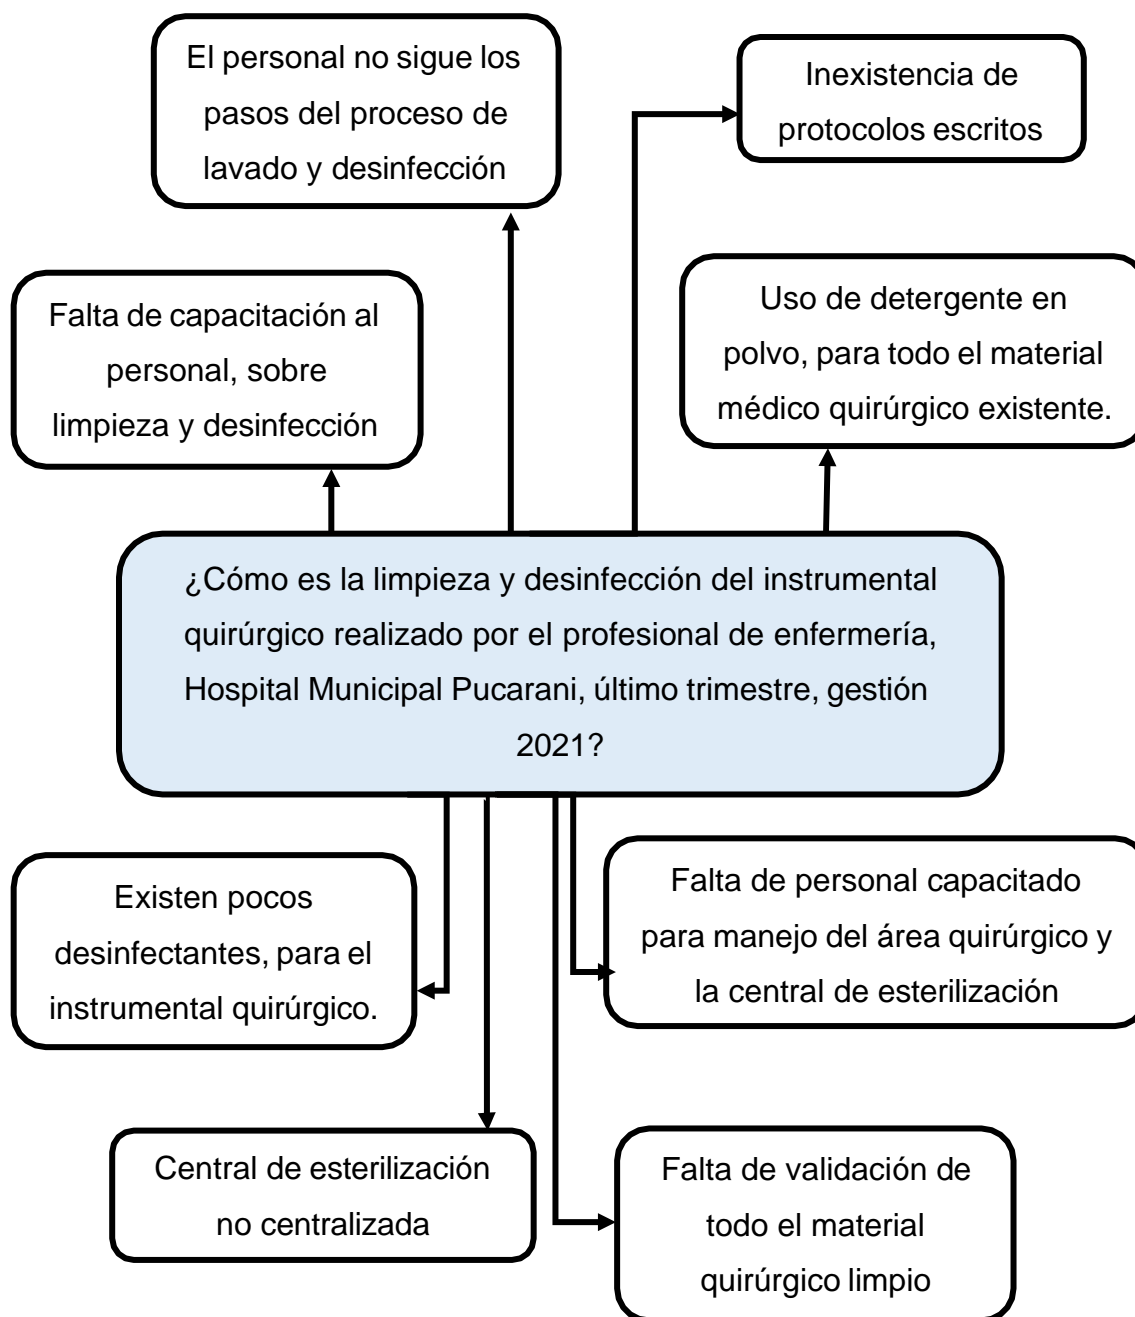 El personal no sigue los
pasos del proceso de
lavado y desinfección
Inexistencia de
protocolos escritos
Falta de capacitación al
personal, sobre
limpieza y desinfección
Uso de detergente en
polvo, para todo el material
médico quirúrgico existente.
¿Cómo es la limpieza y desinfección del instrumental
quirúrgico realizado por el profesional de enfermería,
Hospital Municipal Pucarani, último trimestre, gestión
2021?
Existen pocos
desinfectantes, para el
instrumental quirúrgico.
Falta de personal capacitado
para manejo del área quirúrgico y
la central de esterilización
Central de esterilización
no centralizada
Falta de validación de
todo el material
quirúrgico limpio